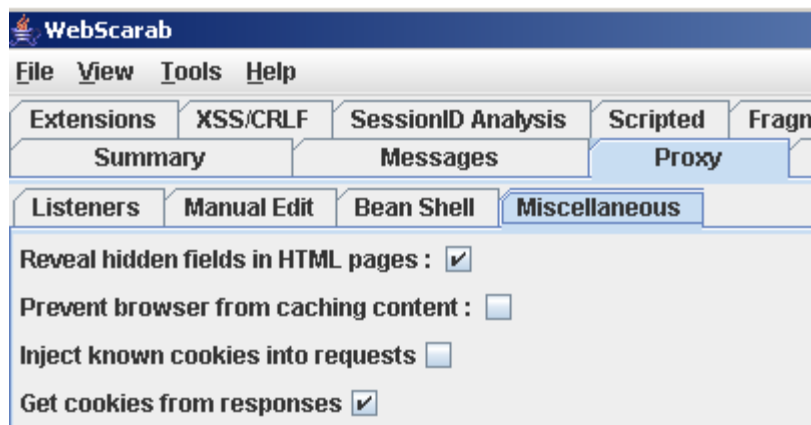 WebScarab
File View Tools Help
Extensions XSS/CRLF SessionID Analysis Scripted Fragn
Summary Messages Proxy
Listeners Manual Edit Bean Shell Miscellaneous
Reveal hidden fields in HTML pages :
Prevent browser from caching content :
Inject known cookies into requests
Get cookies from responses